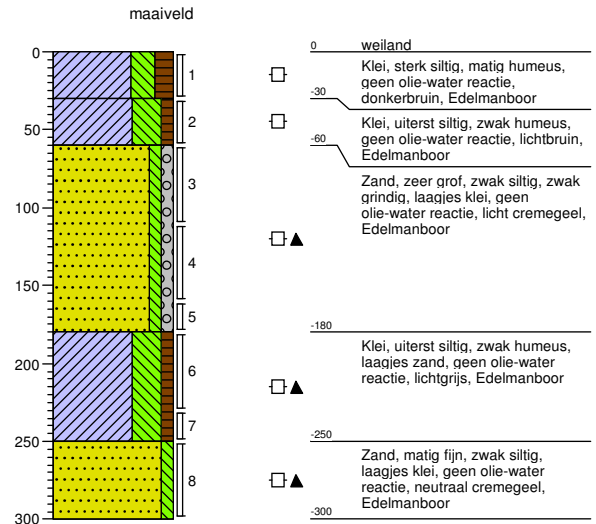 maaiveld
0
50
100
150
200
250
300
1
2
3
4
5
6
7
8
0 weiland
Klei, sterk siltig, matig humeus,
geen olie-water reactie,
donkerbruin, Edelmanboor
-30
Klei, uiterst siltig, zwak humeus,
geen olie-water reactie, lichtbruin,
Edelmanboor
-60
Zand, zeer grof, zwak siltig, zwak
grindig, laagjes klei, geen
olie-water reactie, licht cremegeel,
Edelmanboor
-180
Klei, uiterst siltig, zwak humeus,
laagjes zand, geen olie-water
reactie, lichtgrijs, Edelmanboor
-250
Zand, matig fijn, zwak siltig,
laagjes klei, geen olie-water
reactie, neutraal cremegeel,
Edelmanboor
-300